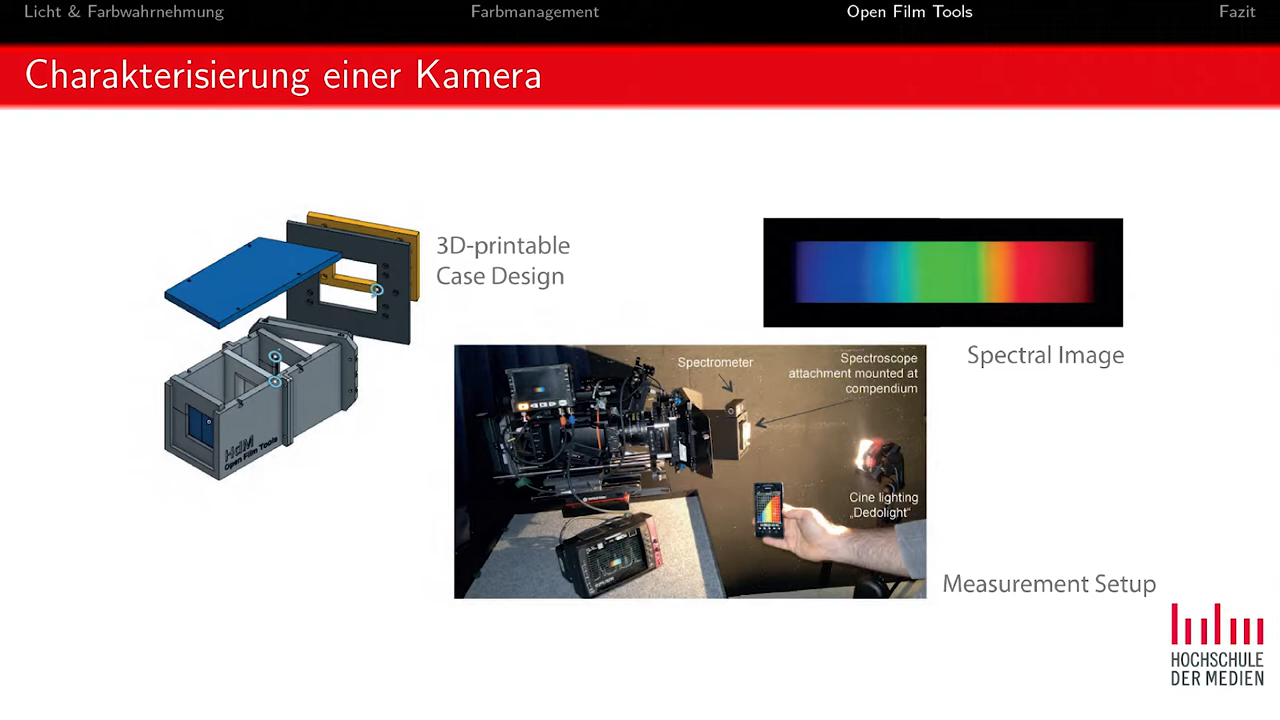 Licht & Farbwahrnehmung
Farbmanagement
Open Film Tools
Fazit
Charakterisierung einer Kamera
3D-printable
Case Design
HdM
Open Film Tools
Spectral Image
Spectrometer
Spectroscope
attachment mounted at
compendium
Cine lighting
„Dedolight“
Measurement Setup
HOCHSCHULE
DER MEDIEN